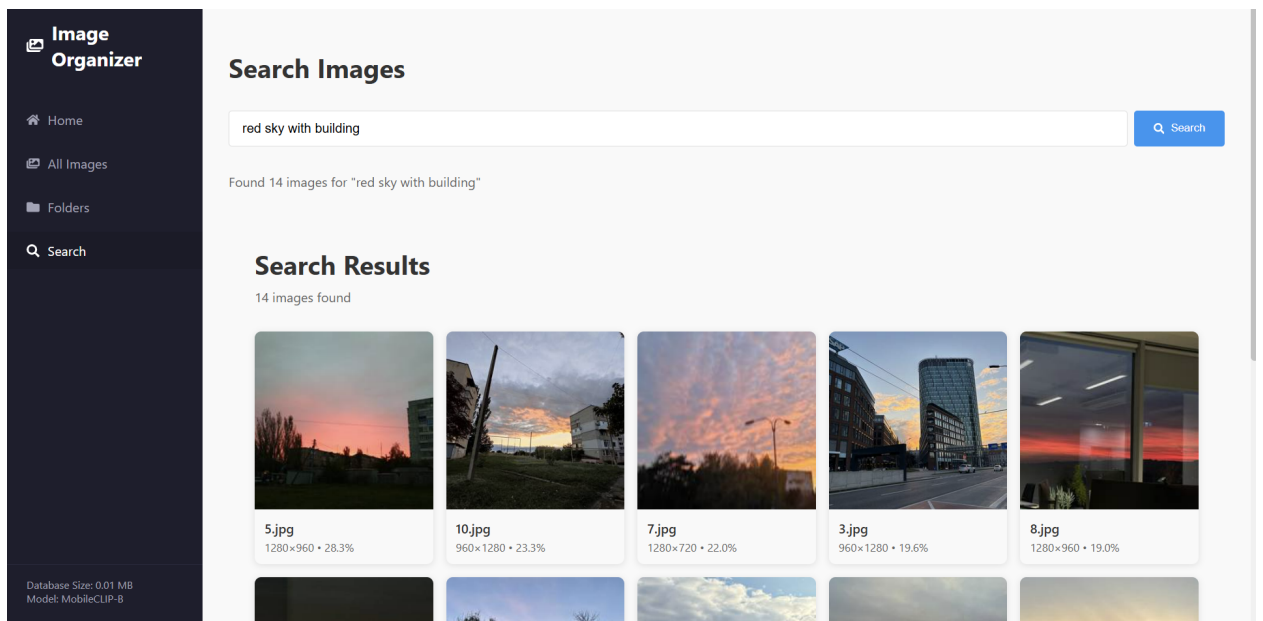 Image
Organizer
Home
All Images
Folders
Search
Database Size: 0.01 MB
Model: MobileCLIP-B
Search Images
red sky with building
Search
Found 14 images for "red sky with building"
Search Results
14 images found
5.jpg
1280×960 • 28.3%
10.jpg
960×1280 • 23.3%
7.jpg
1280×720 • 22.0%
3.jpg
960×1280 • 19.6%
8.jpg
1280×960 • 19.0%